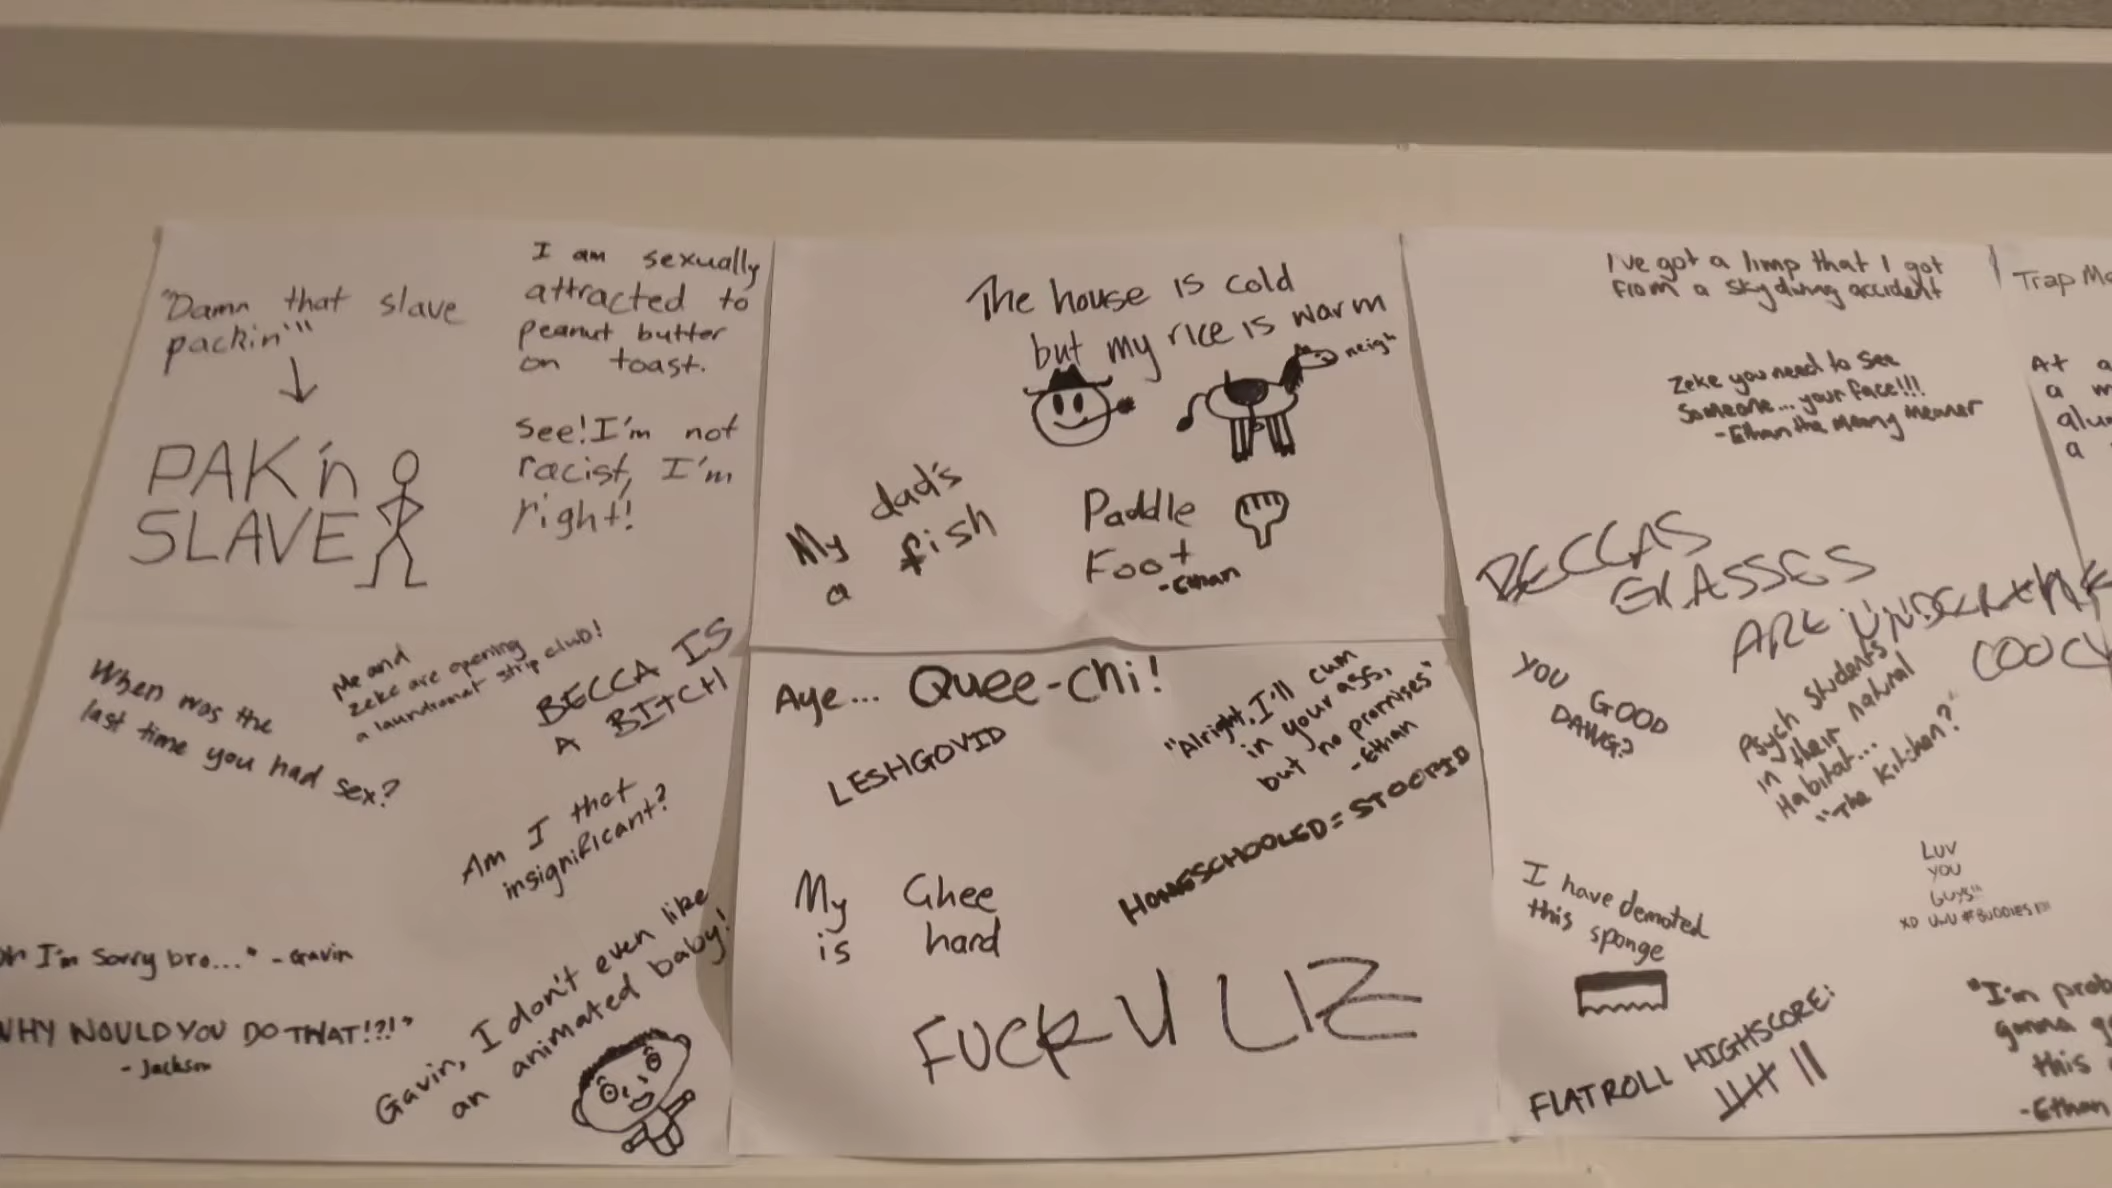 "Damn that slave
packin'"
PAK'n
SLAVE
I am sexually
attracted to
peanut butter
on toast.
See! I'm not
racist, I'm
right!
The house is cold
but my rice is warm
neigh
My dad's
a fish
Paddle
Foot
-Ethan
I've got a limp that I got
from a skydiving accident
Zeke you need to see
someone... your face!!!
-Ethan the Meany Meaner
Trap
At
a
a
BECCAS
GLASSES
ARE UNDER the
When was the
last time you had sex?
Me and
Zeke are opening
a laundromat strip club!
BECCA IS
A BITCH
Am I that
insignificant?
I'm sorry bro..." -Gavin
WHY WOULD YOU DO THAT!?!"
-Jackson
Gavin, I don't even like
an animated baby!
Aye... Quee-chi!
LESHGOVID
"Alright, I'll cum
in your ass,
but no promises"
-Ethan
HOMESCHOOLED = STOOPID
My Ghee
is hard
FUCK U LIZ
YOU GOOD
DAWG?
Psych students
in their natural
Habitat...
"The Kitchen?"
I have demoted
this sponge
LUV
YOU
GUYS!!!
XD UWU #BUDDIES
FLATROLL HIGHSCORE:
"I'm
gonna
this
-Ethan